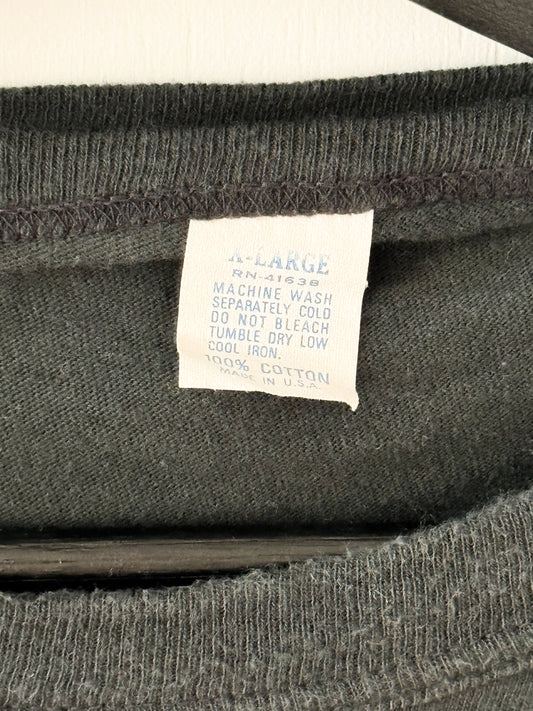 X-LARGE
RN-41638
MACHINE WASH
SEPARATELY COLD
DO NOT BLEACH
TUMBLE DRY LOW
COOL IRON.
100% COTTON
MADE IN U.S.A.